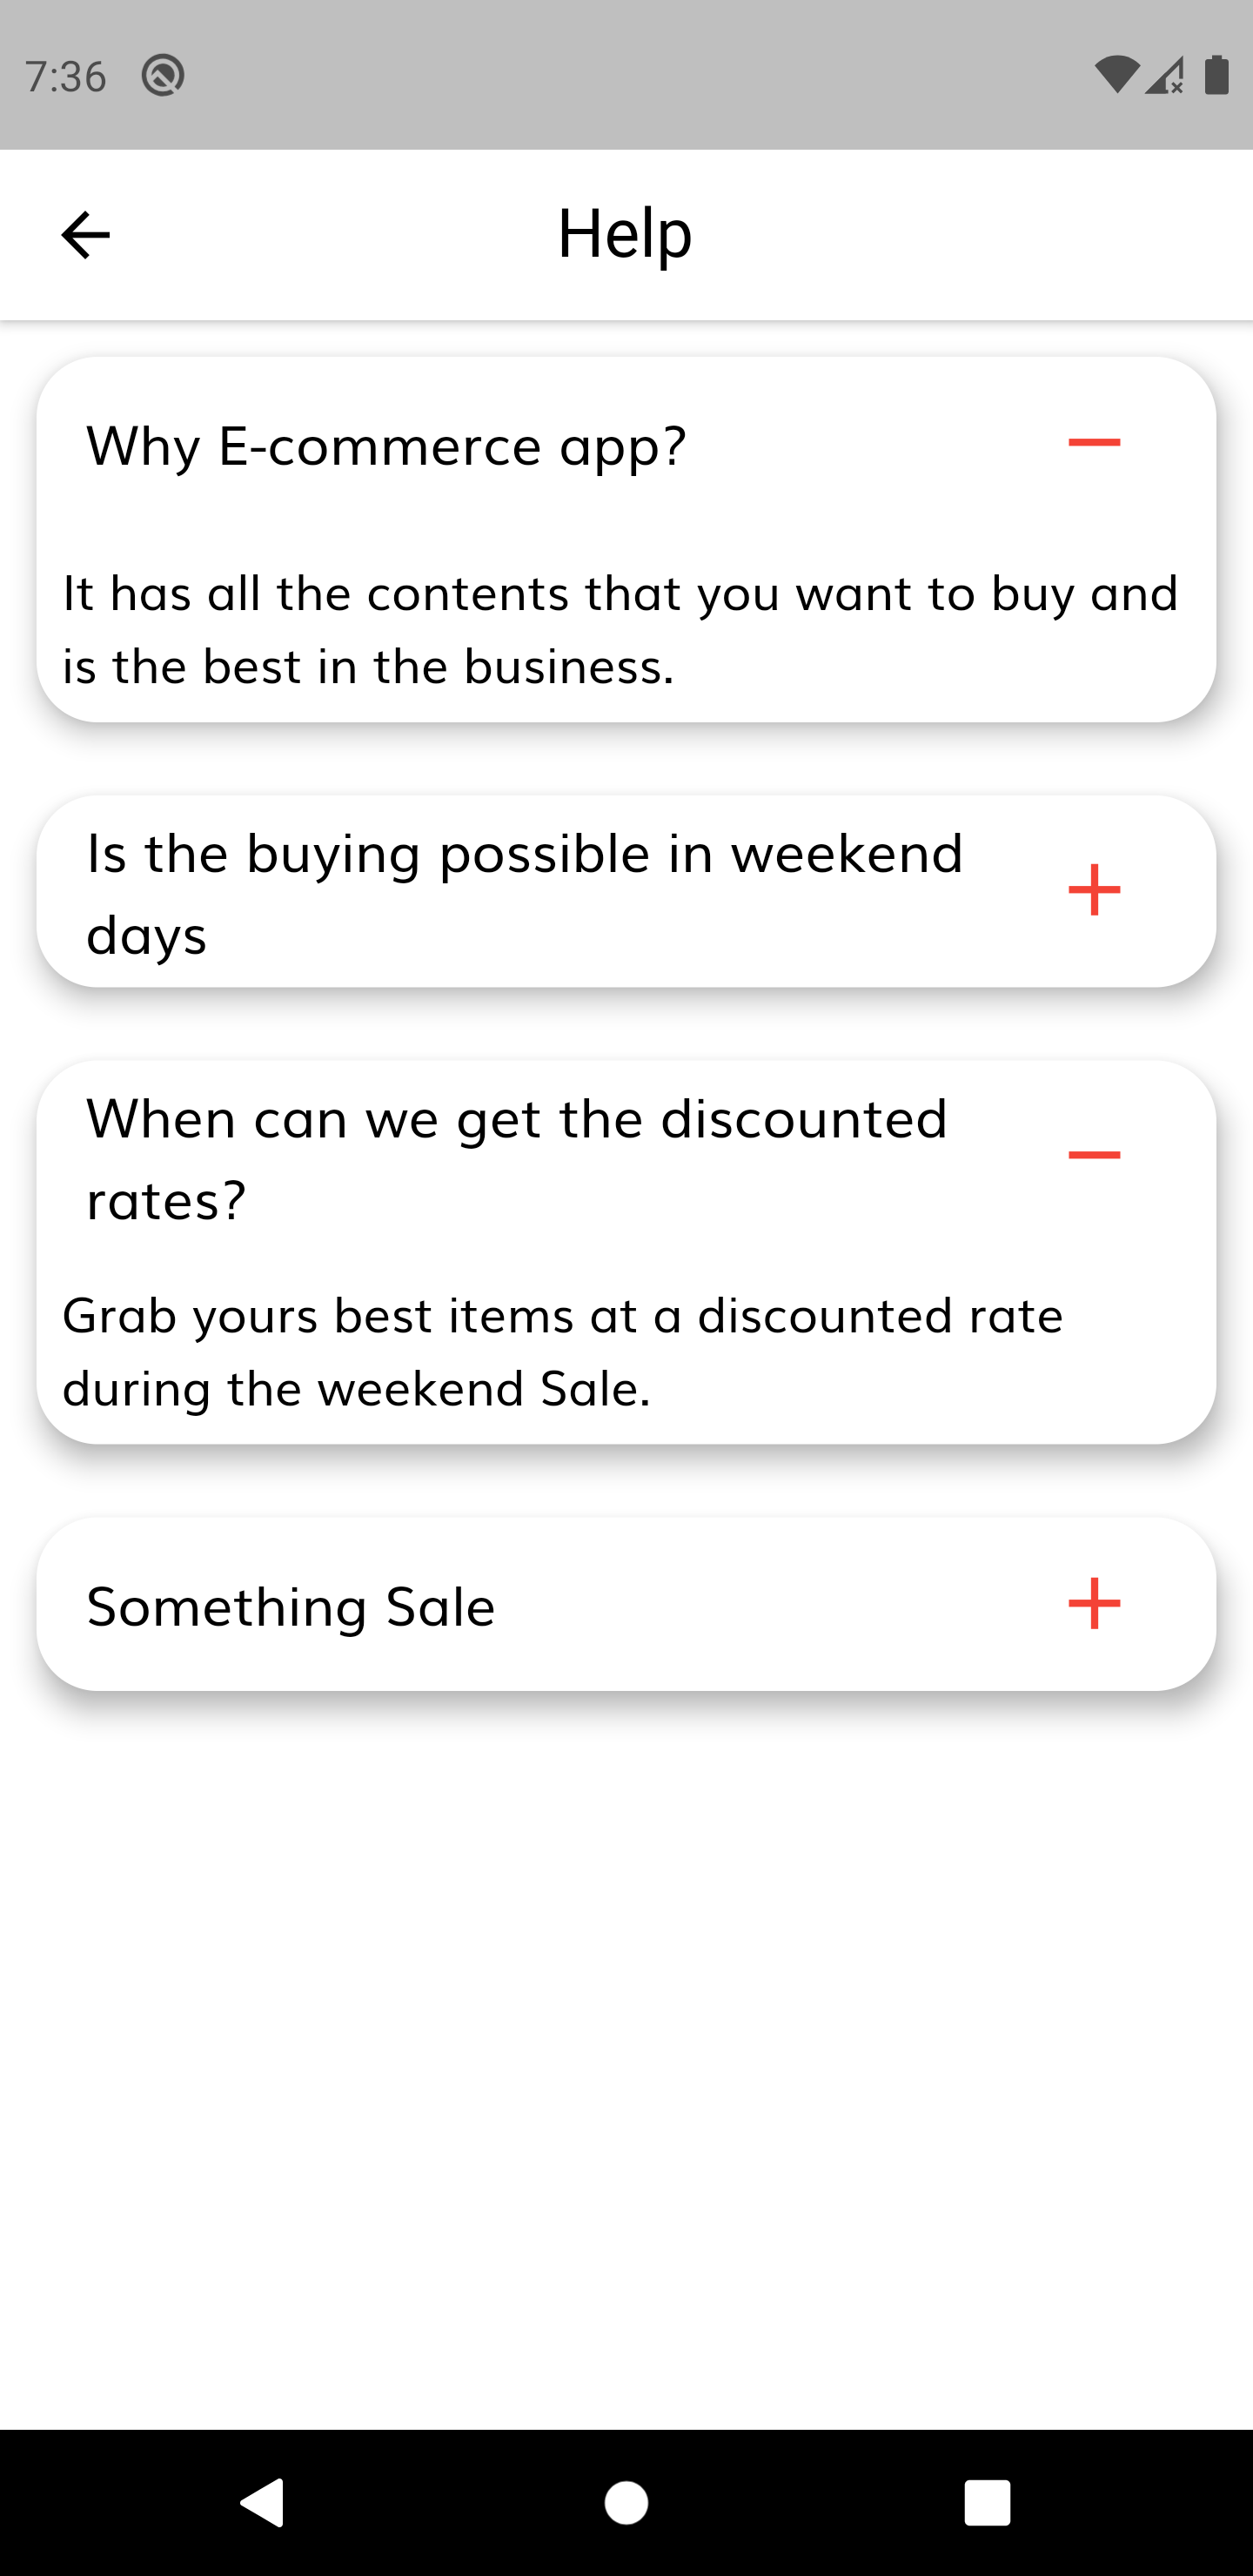 7:36
Help
Why E-commerce app?
It has all the contents that you want to buy and
is the best in the business.
Is the buying possible in weekend
days
When can we get the discounted
rates?
Grab yours best items at a discounted rate
during the weekend Sale.
Something Sale